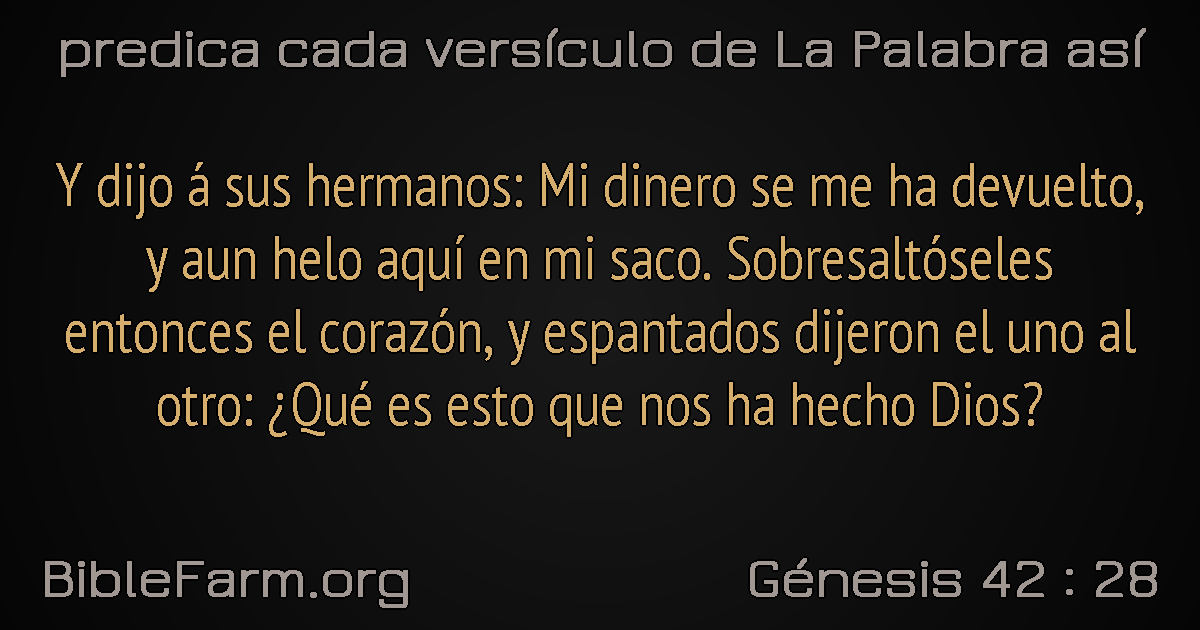 predica cada versículo de La Palabra así
Y dijo á sus hermanos: Mi dinero se me ha devuelto,
y aun helo aquí en mi saco. Sobresaltóseles
entonces el corazón, y espantados dijeron el uno al
otro: ¿Qué es esto que nos ha hecho Dios?
BibleFarm.org
Génesis 42 : 28